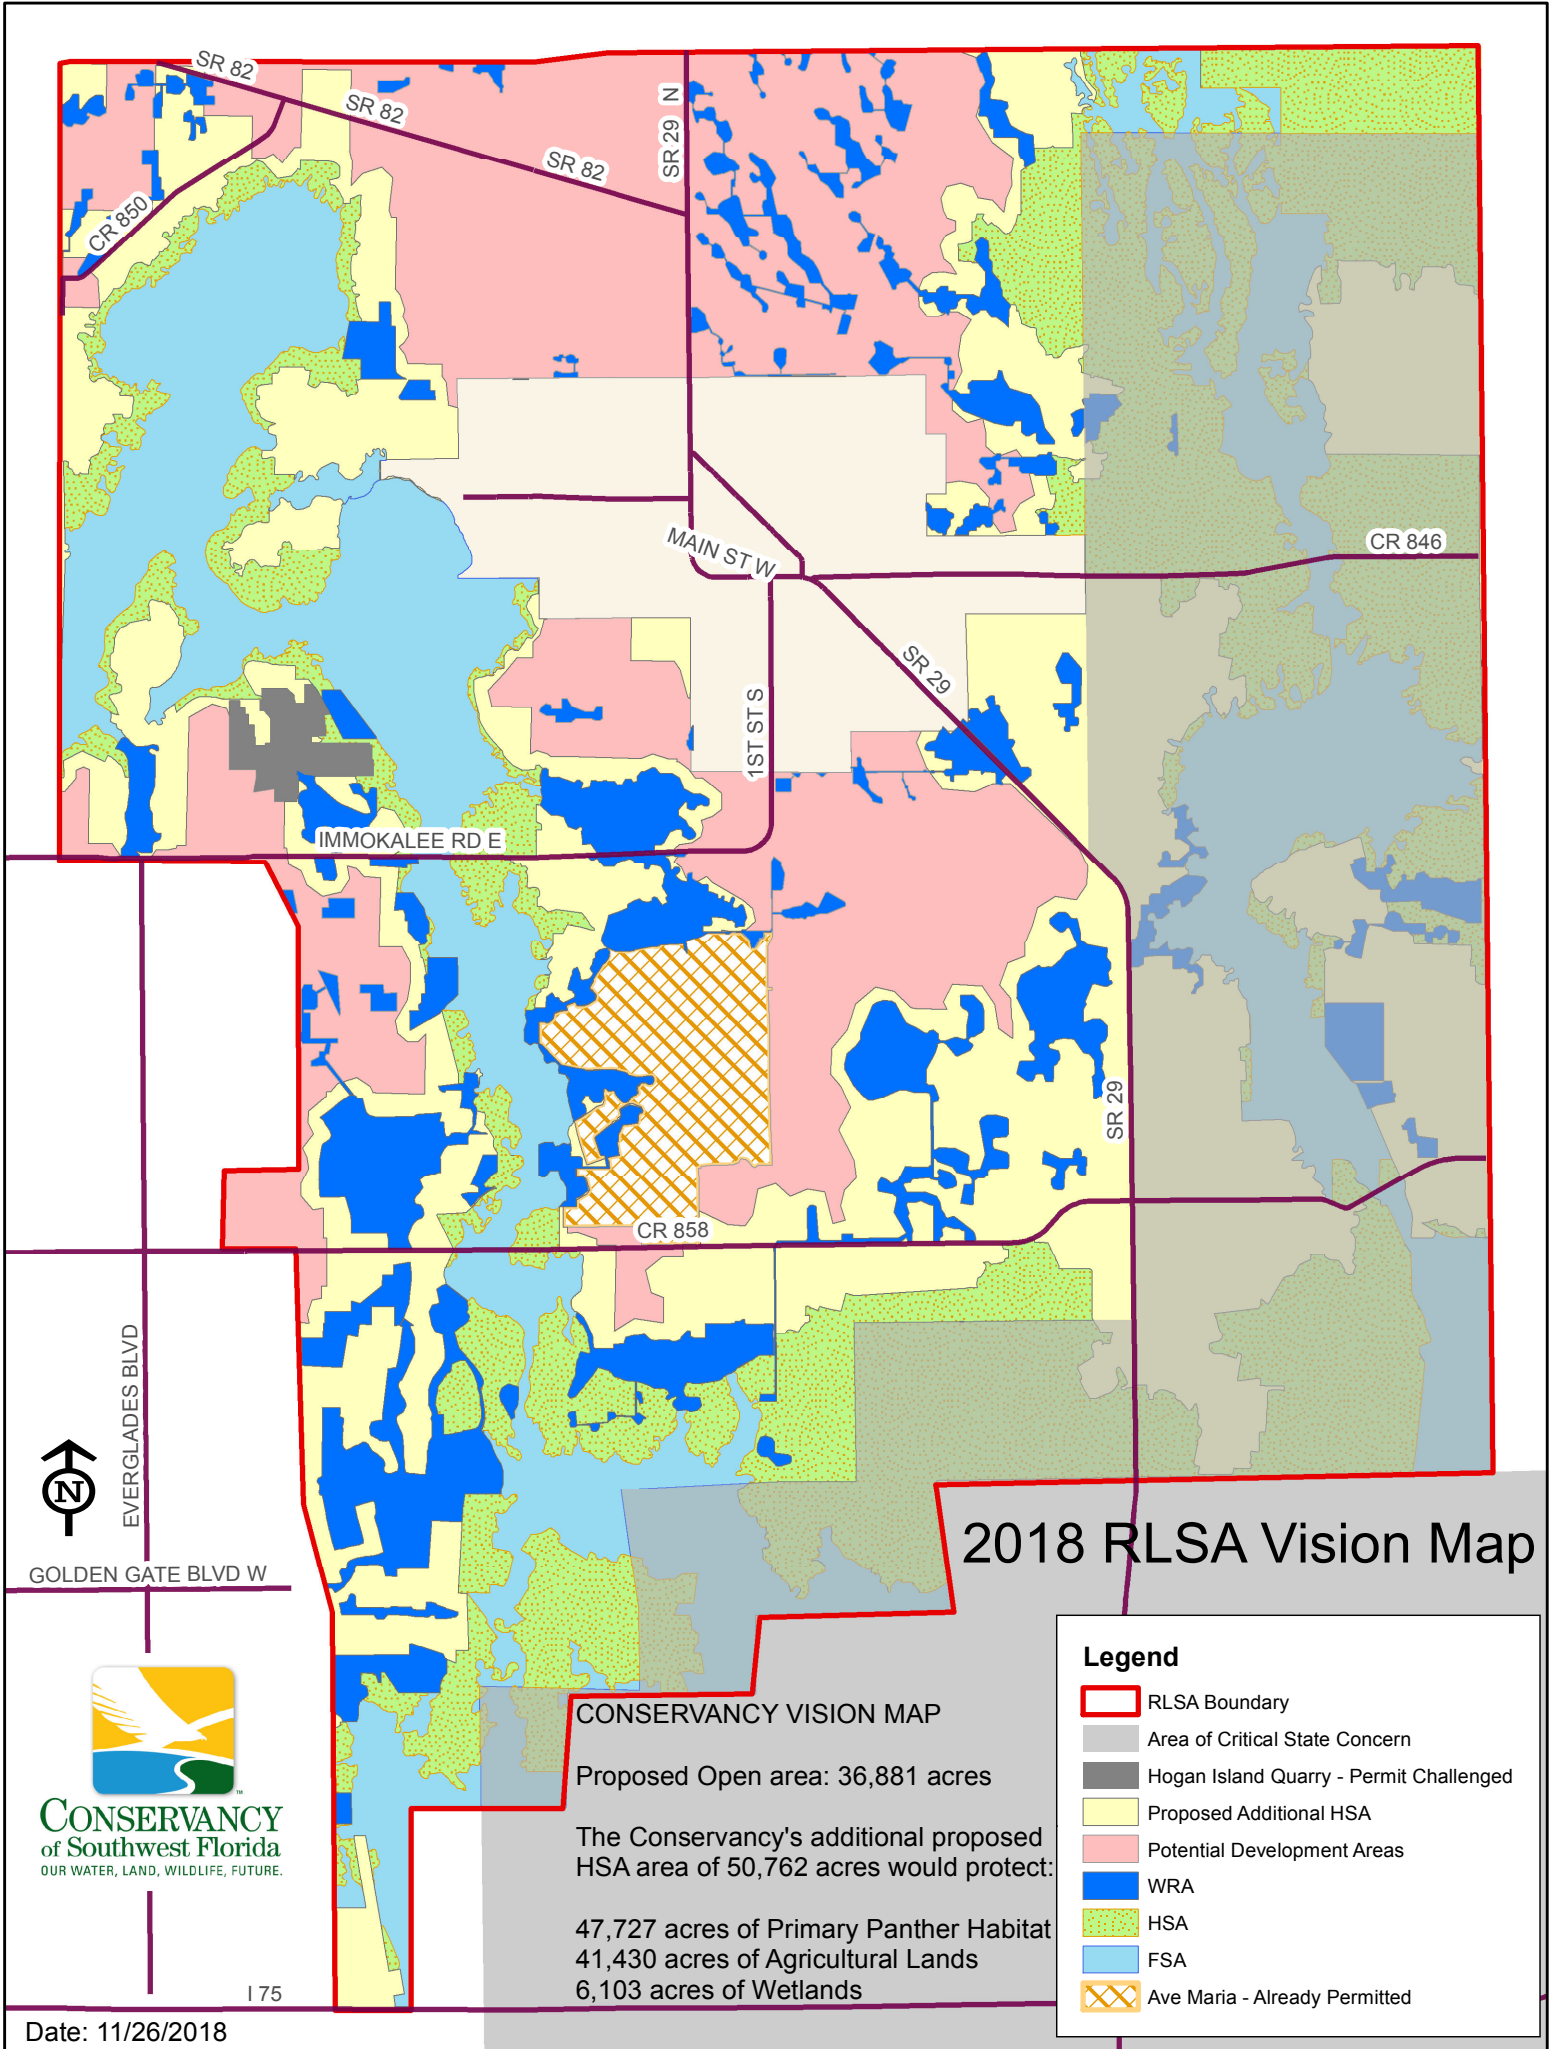 SR 82
SR 82
SR 82
SR 29 N
CR 850
MAIN ST W
CR 846
SR 29
1ST ST S
IMMOKALEE RD E
SR 29
CR 858
EVERGLADES BLVD
N
GOLDEN GATE BLVD W
2018 RLSA Vision Map
CONSERVANCY
of Southwest Florida
OUR WATER, LAND, WILDLIFE, FUTURE.
TM
CONSERVANCY VISION MAP
Proposed Open area: 36,881 acres
The Conservancy's additional proposed
HSA area of 50,762 acres would protect:
47,727 acres of Primary Panther Habitat
41,430 acres of Agricultural Lands
6,103 acres of Wetlands
Legend
RLSA Boundary
Area of Critical State Concern
Hogan Island Quarry - Permit Challenged
Proposed Additional HSA
Potential Development Areas
WRA
HSA
FSA
Ave Maria - Already Permitted
I 75
Date: 11/26/2018